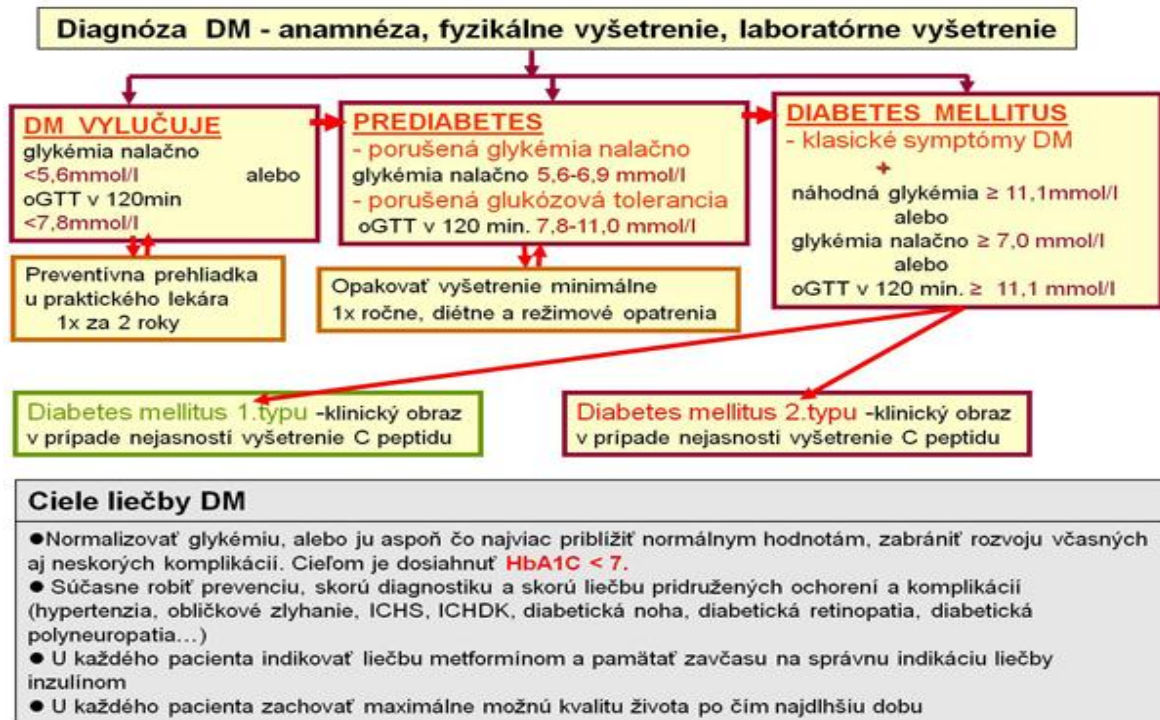 Diagnóza DM - anamnéza, fyzikálne vyšetrenie, laboratórne vyšetrenie
DM VYLUČUJE
glykémia nalačno
<5,6mmol/l alebo
oGTT v 120min
<7,8mmol/l
PREDIABETES
- porušená glykémia nalačno
glykémia nalačno 5,6-6,9 mmol/l
- porušená glukózová tolerancia
oGTT v 120 min. 7,8-11,0 mmol/l
DIABETES MELLITUS
- klasické symptómy DM
+
náhodná glykémia ≥ 11,1mmol/l
alebo
glykémia nalačno ≥ 7,0 mmol/l
alebo
oGTT v 120 min. ≥ 11,1 mmol/l
Preventívna prehliadka
u praktického lekára
1x za 2 roky
Opakovať vyšetrenie minimálne
1x ročne, diétne a režimové opatrenia
Diabetes mellitus 1.typu -klinický obraz
v prípade nejasností vyšetrenie C peptidu
Diabetes mellitus 2.typu -klinický obraz
v prípade nejasností vyšetrenie C peptidu
Ciele liečby DM
●Normalizovať glykémiu, alebo ju aspoň čo najviac priblížiť normálnym hodnotám, zabrániť rozvoju včasných
aj neskorých komplikácií. Cieľom je dosiahnuť HbA1C < 7.
● Súčasne robiť prevenciu, skorú diagnostiku a skorú liečbu pridružených ochorení a komplikácií
(hypertenzia, obličkové zlyhanie, ICHS, ICHDK, diabetická noha, diabetická retinopatia, diabetická
polyneuropatia...)
● U každého pacienta indikovať liečbu metformínom a pamätať zavčasu na správnu indikáciu liečby
inzulínom
● U každého pacienta zachovať maximálne možnú kvalitu života po čím najdlhšiu dobu